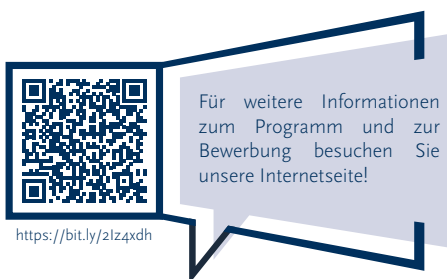 Für weitere Informationen
zum Programm und zur
Bewerbung besuchen Sie
unsere Internetseite!
https://bit.ly/2Iz4xdh